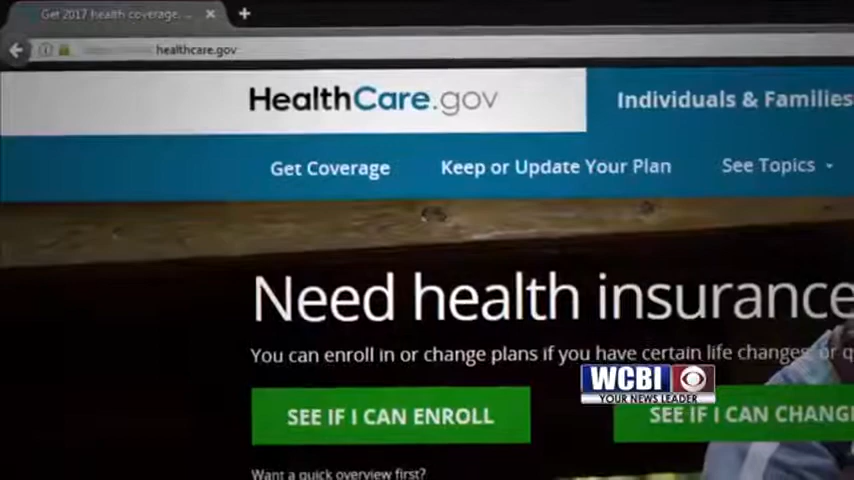 Get 2017 health coverage. ...
healthcare.gov
HealthCare.gov
Individuals & Families
Get Coverage
Keep or Update Your Plan
See Topics
Need health insurance
You can enroll in or change plans if you have certain life changes, or q
WCBI
YOUR NEWS LEADER
SEE IF I CAN ENROLL
SEE IF I CAN CHANG
Want a quick overview first?